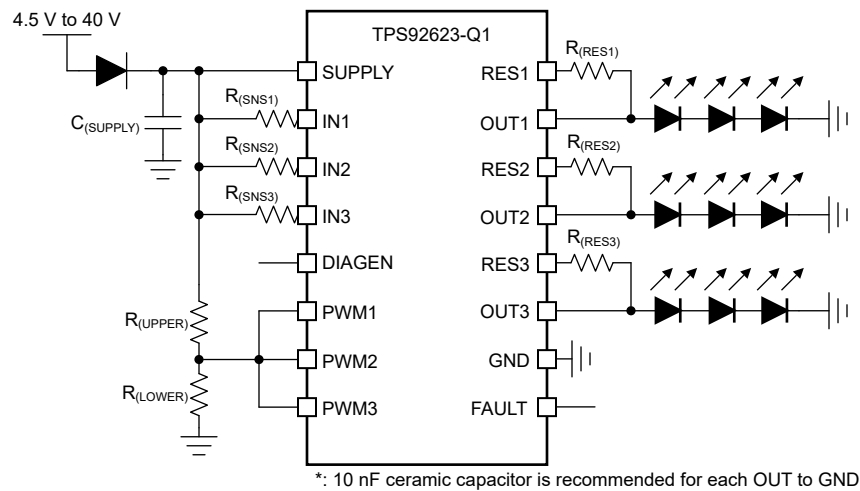 4.5 V to 40 V
TPS92623-Q1
SUPPLY
RES1
R(RES1)
R(SNS1)
C(SUPPLY)
IN1
OUT1
R(SNS2)
IN2
RES2
R(RES2)
R(SNS3)
IN3
OUT2
DIAGEN
RES3
R(RES3)
R(UPPER)
PWM1
OUT3
PWM2
GND
R(LOWER)
PWM3
FAULT
*: 10 nF ceramic capacitor is recommended for each OUT to GND